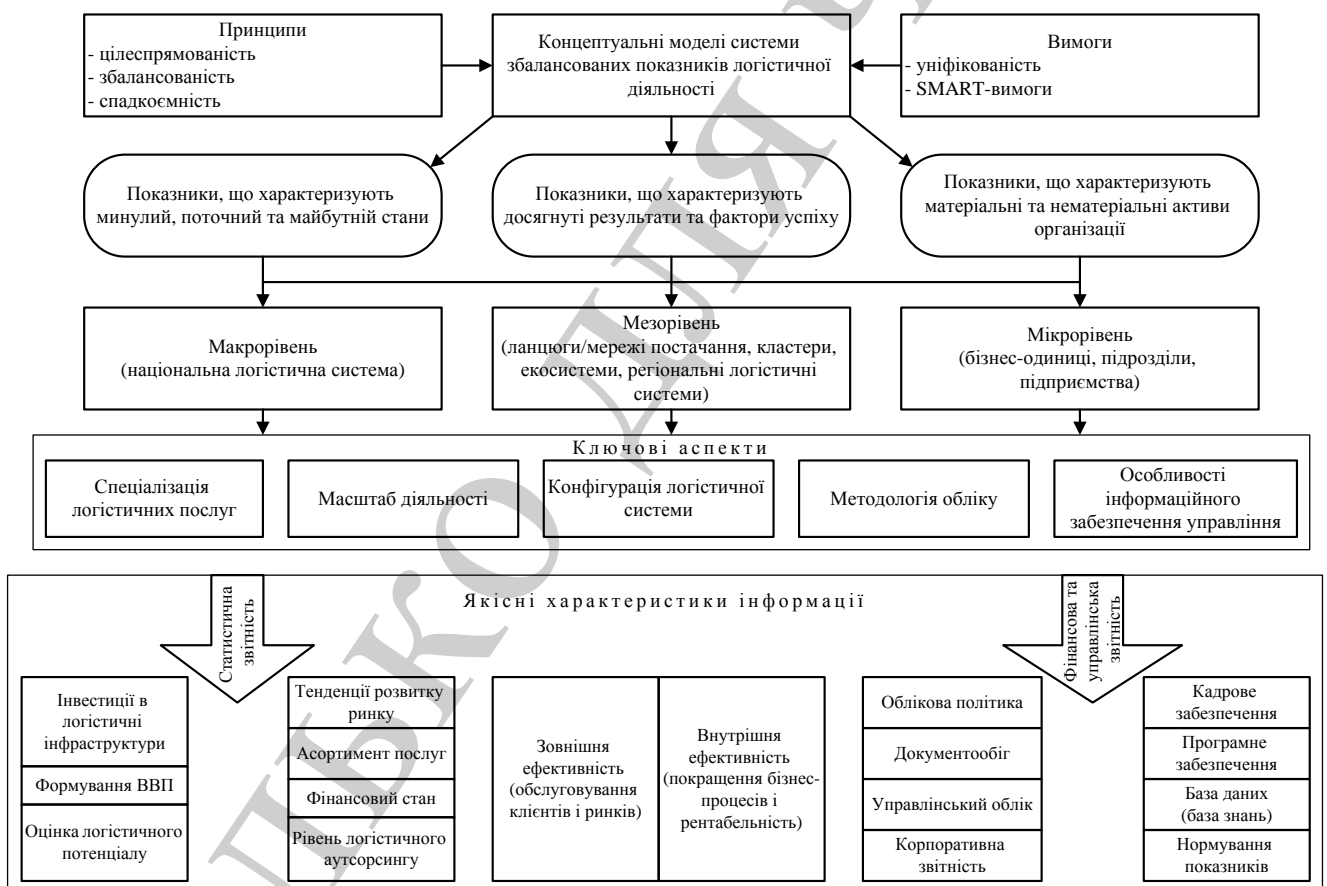 Принципи
- цілеспрямованість
- збалансованість
- спадкоємність
Концептуальні моделі системи
збалансованих показників логістичної
діяльності
Вимоги
- уніфікованість
- SMART-вимоги
Показники, що характеризують
минулий, поточний та майбутній стани
Показники, що характеризують
досягнуті результати та фактори успіху
Показники, що характеризують
матеріальні та нематеріальні активи
організації
Макрорівень
(національна логістична система)
Мезорівень
(ланцюги/мережі постачання, кластери,
екосистеми, регіональні логістичні
системи)
Мікрорівень
(бізнес-одиниці, підрозділи,
підприємства)
Ключові аспекти
Спеціалізація
логістичних послуг
Масштаб діяльності
Конфігурація логістичної
системи
Методологія обліку
Особливості
інформаційного
забезпечення управління
Якісні характеристики інформації
Статистична
звітність
Фінансова та
управлінська
звітність
Інвестиції в
логістичні
інфраструктури
Формування ВВП
Оцінка логістичного
потенціалу
Тенденції розвитку
ринку
Асортимент послуг
Фінансовий стан
Рівень логістичного
аутсорсингу
Зовнішня
ефективність
(обслуговування
клієнтів і ринків)
Внутрішня
ефективність
(покращення бізнес-
процесів і
рентабельність)
Облікова політика
Документообіг
Управлінський облік
Корпоративна
звітність
Кадрове
забезпечення
Програмне
забезпечення
База даних
(база знань)
Нормування
показників
ЛЬКО ДЛЯ